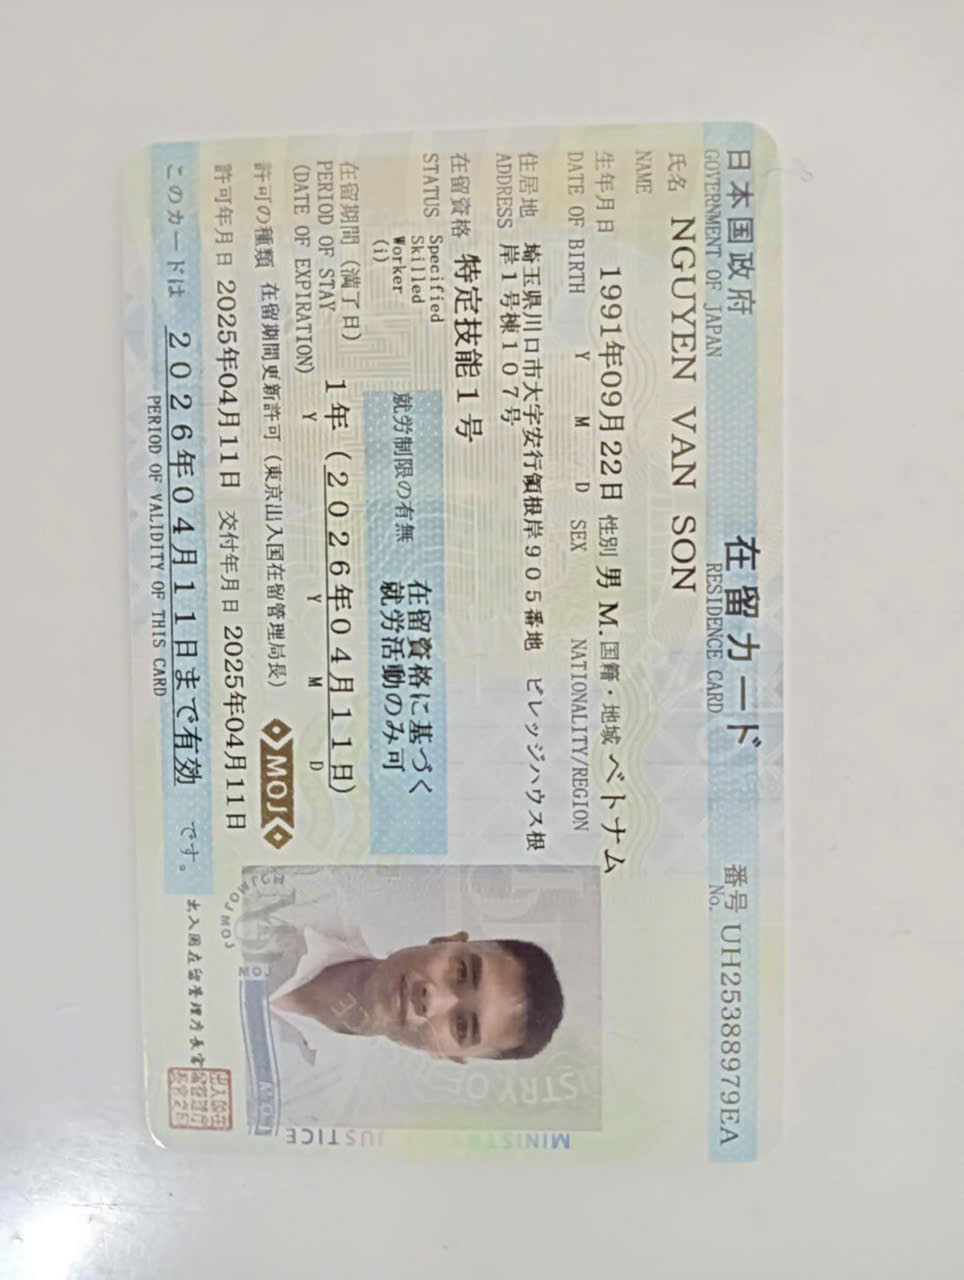 日本国政府 在留カード 番号 UH25388979EA
GOVERNMENT OF JAPAN RESIDENCE CARD No.
氏名 NGUYEN VAN SON
NAME
生年月日 1991年09月22日 性別 男 M. 国籍・地域 ベトナム
DATE OF BIRTH Y M D SEX NATIONALITY/REGION
住居地 埼玉県川口市大字安行領根岸905番地 ビレッジハウス根
ADDRESS 岸1号棟107号
在留資格 特定技能1号
STATUS Specified
Skilled
Worker
(i)
就労制限の有無 在留資格に基づく
就労活動のみ可
在留期間(満了日) 1年(2026年04月11日)
PERIOD OF STAY
(DATE OF EXPIRATION) Y Y M D
許可の種類 在留期間更新許可(東京出入国在留管理局長)
MOJ
許可年月日 2025年04月11日 交付年月日 2025年04月11日
このカードは 2026年04月11日まで有効 です。
PERIOD OF VALIDITY OF THIS CARD
出入国在留管理庁長官
MOJ MOJ
MINISTRY OF
JUSTICE